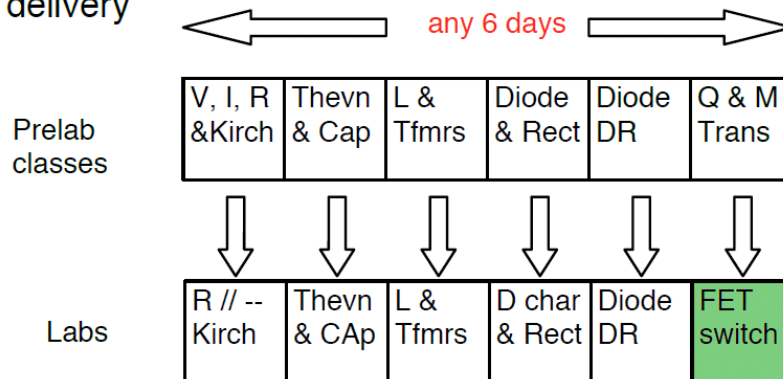 delivery
any 6 days
Prelab
classes
V, I, R
&Kirch
Thevn
& Cap
L &
Tfmrs
Diode
& Rect
Diode
DR
Q & M
Trans
Labs
R // --
Kirch
Thevn
& CAp
L &
Tfmrs
D char
& Rect
Diode
DR
FET
switch